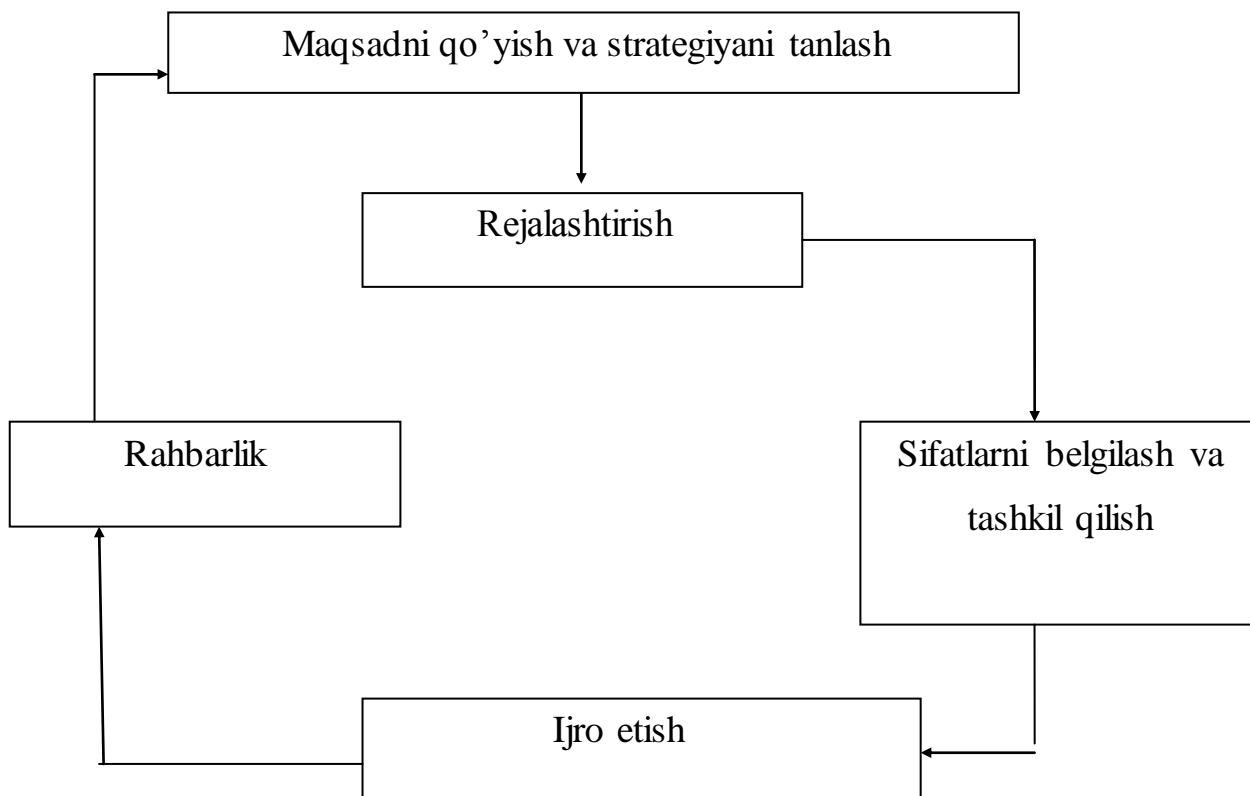 Maqsadni qo’yish va strategiyani tanlash
Rejalashtirish
Rahbarlik
Sifatlarni belgilash va
tashkil qilish
Ijro etish